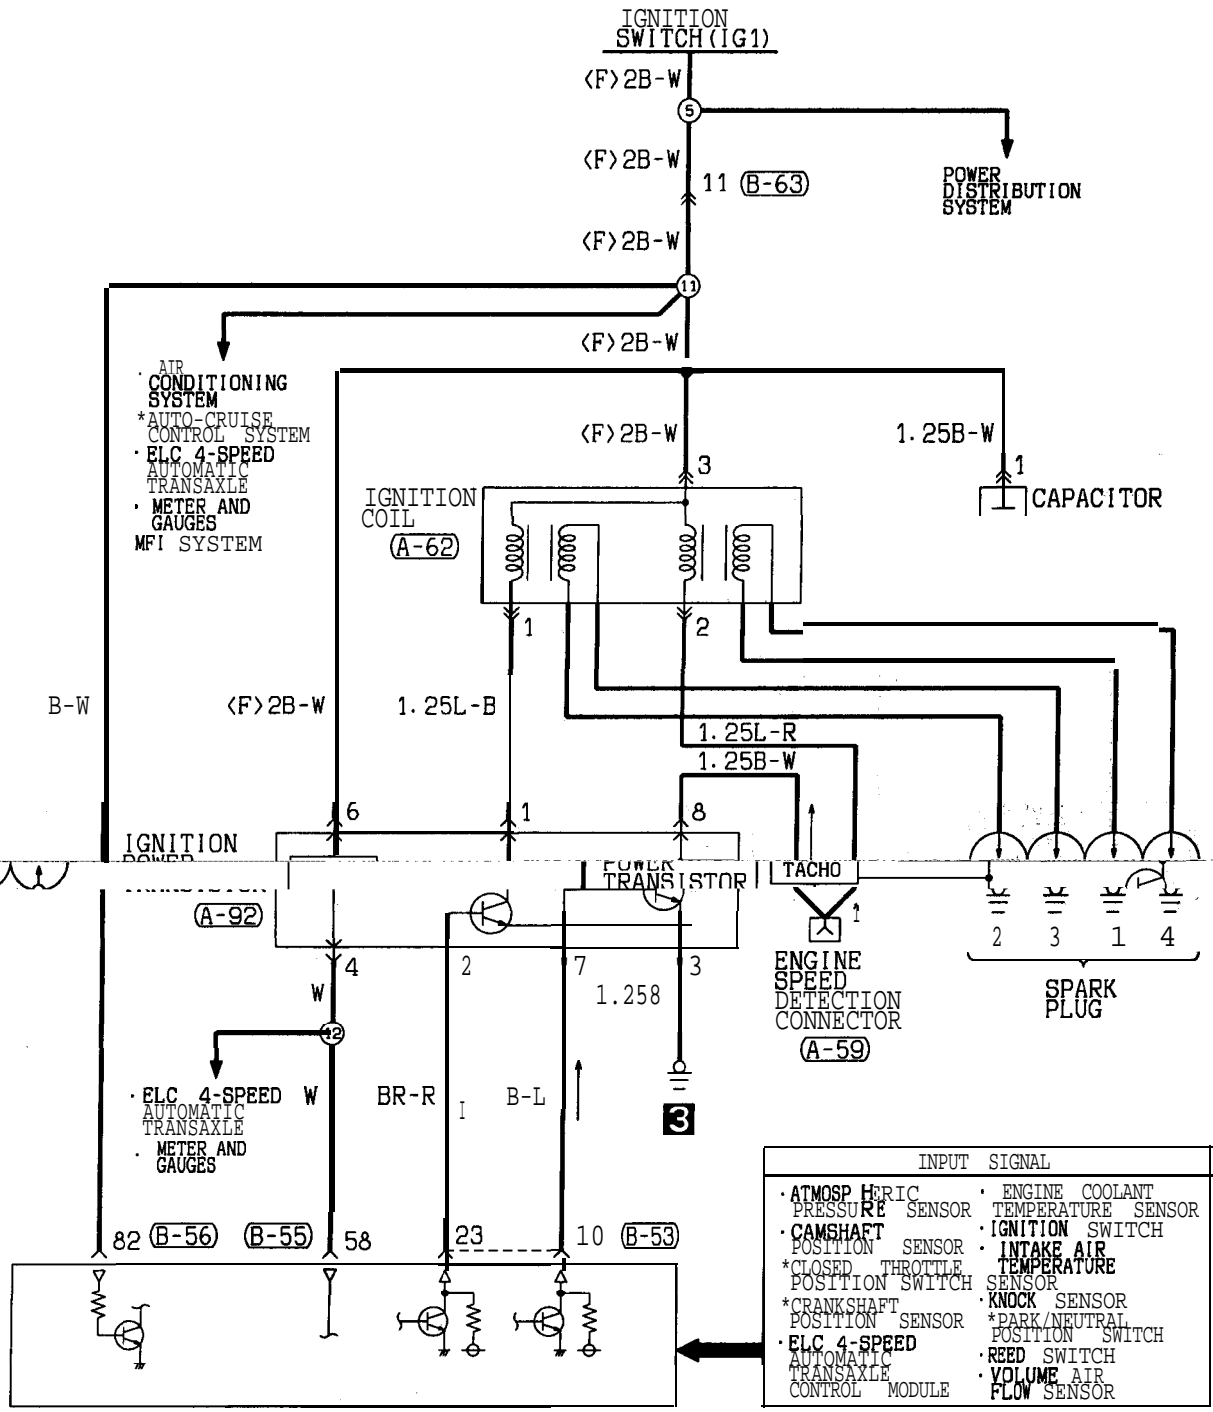 IGNITION
SWITCH(IG1)
<F>2B-W
5
<F>2B-W
11 (B-63)
POWER
DISTRIBUTION
SYSTEM
<F>2B-W
11
<F>2B-W
· AIR
CONDITIONING
SYSTEM
*AUTO-CRUISE
CONTROL SYSTEM
· ELC 4-SPEED
AUTOMATIC
TRANSAXLE
· METER AND
GAUGES
MFI SYSTEM
<F>2B-W
1.25B-W
3
1
IGNITION
COIL
(A-62)
CAPACITOR
1
2
B-W
<F>2B-W
1.25L-B
1.25L-R
1.25B-W
6
1
8
IGNITION
POWER
TRANSISTOR
POWER
TRANSISTOR
TACHO
(A-92)
1
2
3
1
4
4
2
7
3
ENGINE
SPEED
DETECTION
CONNECTOR
(A-59)
SPARK
PLUG
W
1.258
12
· ELC 4-SPEED
AUTOMATIC
TRANSAXLE
· METER AND
GAUGES
W
BR-R
I
B-L
3
INPUT SIGNAL
· ATMOSPHERIC
PRESSURE SENSOR
· CAMSHAFT
POSITION SENSOR
*CLOSED THROTTLE
POSITION SWITCH
*CRANKSHAFT
POSITION SENSOR
· ELC 4-SPEED
AUTOMATIC
TRANSAXLE
CONTROL MODULE
· ENGINE COOLANT
TEMPERATURE SENSOR
· IGNITION SWITCH
· INTAKE AIR
TEMPERATURE
SENSOR
· KNOCK SENSOR
*PARK/NEUTRAL
POSITION SWITCH
· REED SWITCH
· VOLUME AIR
FLOW SENSOR
82 (B-56)
(B-55) 58
23
10 (B-53)